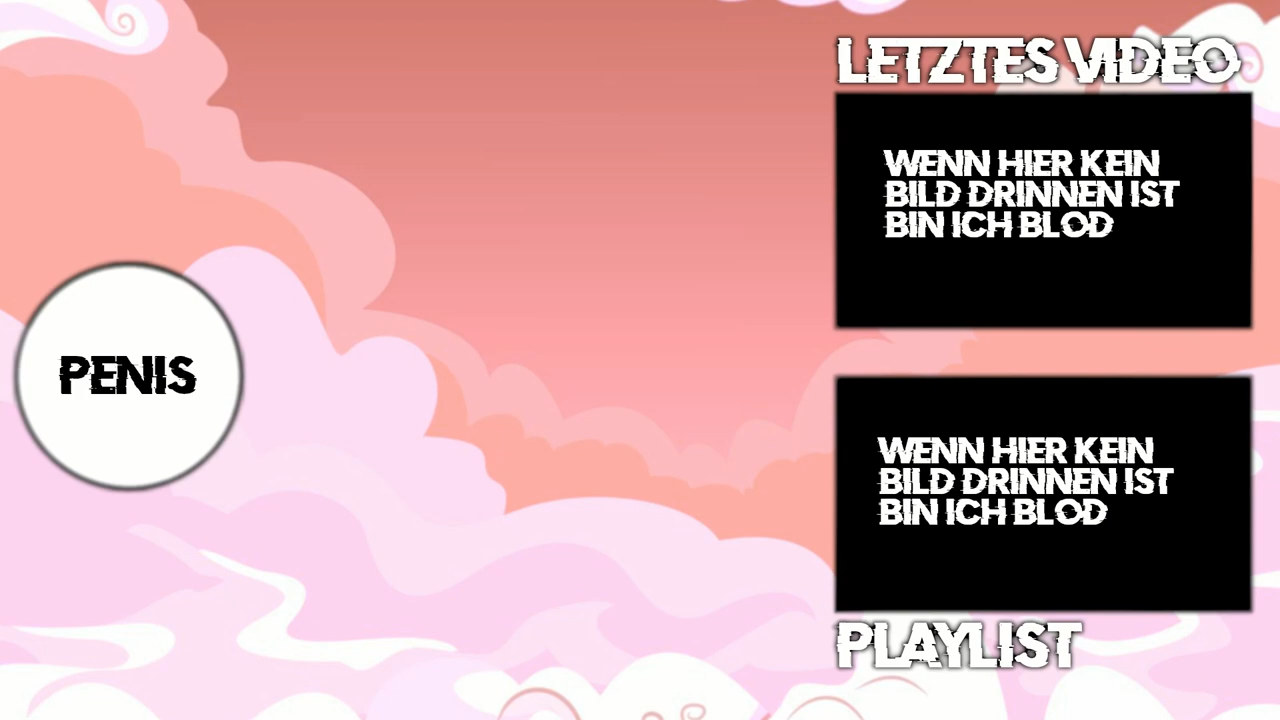 LETZTES VIDEO
WENN HIER KEIN
BILD DRINNEN IST
BIN ICH BLOD
PENIS
WENN HIER KEIN
BILD DRINNEN IST
BIN ICH BLOD
PLAYLIST